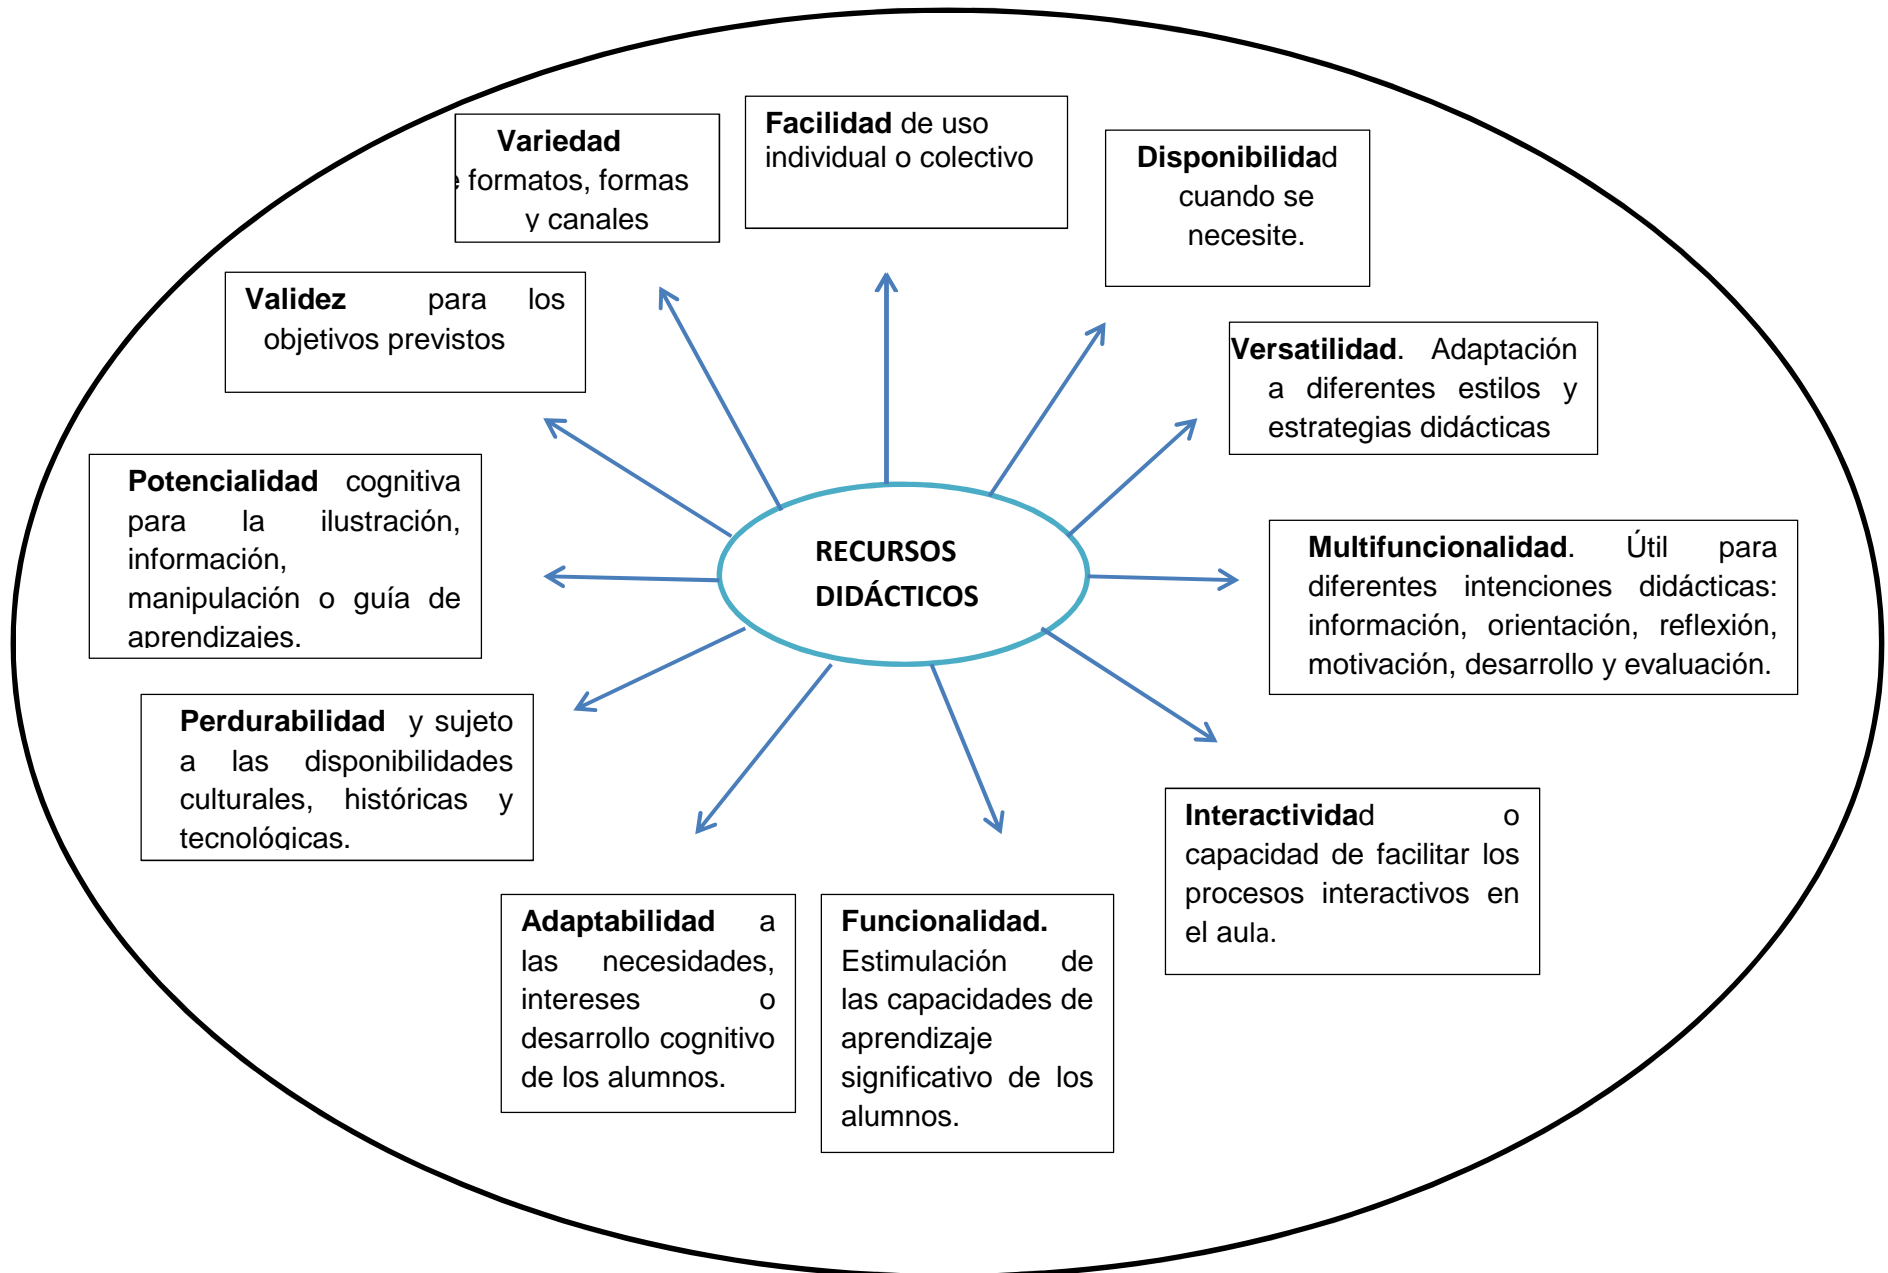 Facilidad de uso
individual o colectivo
Variedad
formatos, formas
y canales
Disponibilidad
cuando se
necesite.
Validez para los
objetivos previstos
Versatilidad. Adaptación
a diferentes estilos y
estrategias didácticas
Potencialidad cognitiva
para la ilustración,
información,
manipulación o guía de
aprendizajes.
RECURSOS
DIDÁCTICOS
Multifuncionalidad. Útil para
diferentes intenciones didácticas:
información, orientación, reflexión,
motivación, desarrollo y evaluación.
Perdurabilidad y sujeto
a las disponibilidades
culturales, históricas y
tecnológicas.
Interactividad o
capacidad de facilitar los
procesos interactivos en
el aula.
Adaptabilidad a
las necesidades,
intereses o
desarrollo cognitivo
de los alumnos.
Funcionalidad.
Estimulación de
las capacidades de
aprendizaje
significativo de los
alumnos.